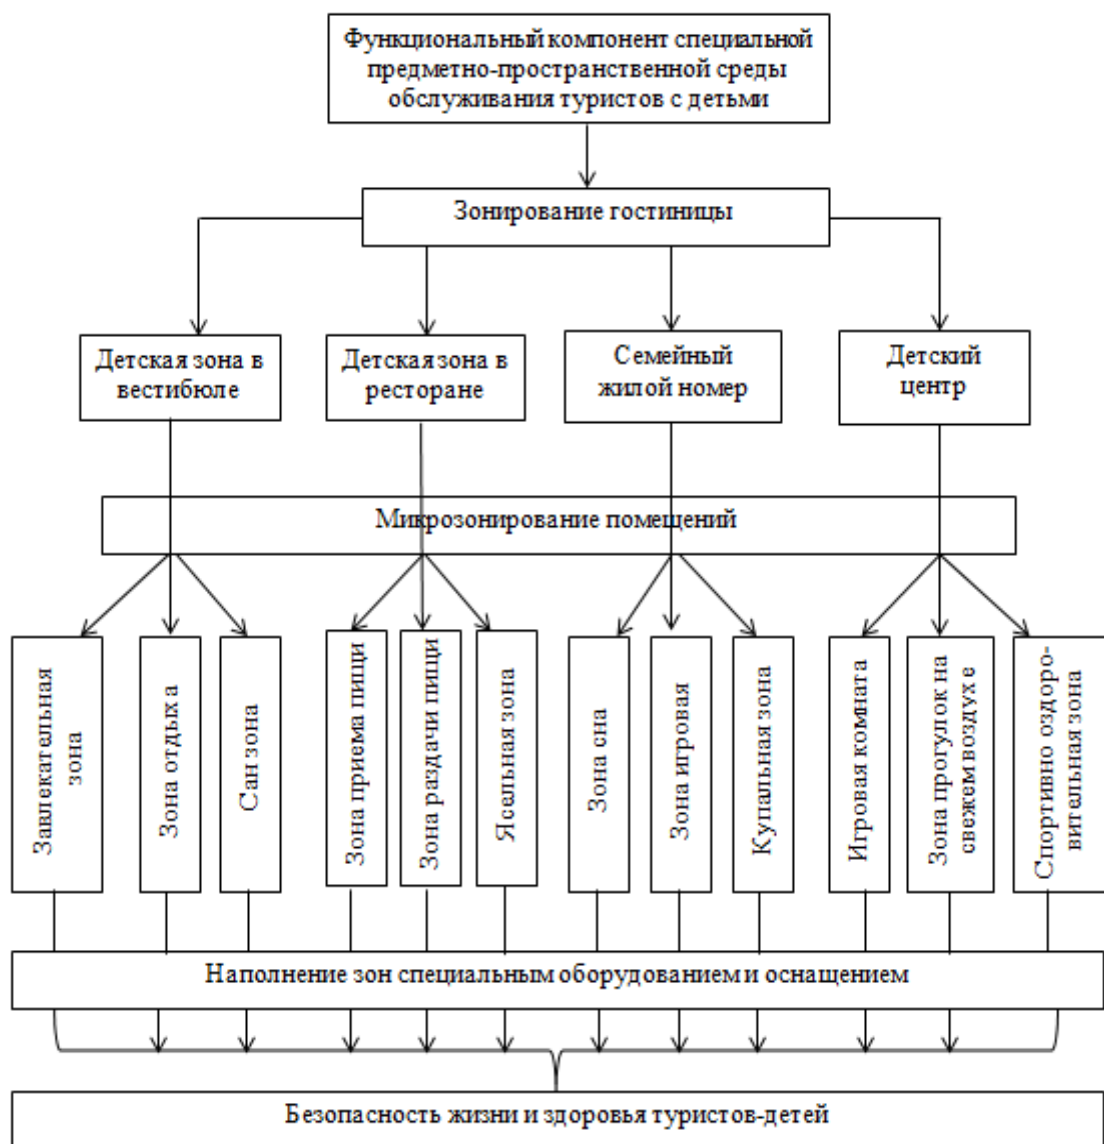 Функциональный компонент специальной
предметно-пространственной среды
обслуживания туристов с детьми
Зонирование гостиницы
Детская зона в
вестибюле
Детская зона в
ресторане
Семейный
жилой номер
Детский
центр
Микрозонирование помещений
Завлекательная
зона
Зона отдыха
Сан зона
Зона приема пищи
Зона раздачи пищи
Ясельная зона
Зона сна
Зона игровая
Купальная зона
Игровая комната
Зона прогулок на
свежем воздухе
Спортивно оздоро-
вительная зона
Наполнение зон специальным оборудованием и оснащением
Безопасность жизни и здоровья туристов-детей